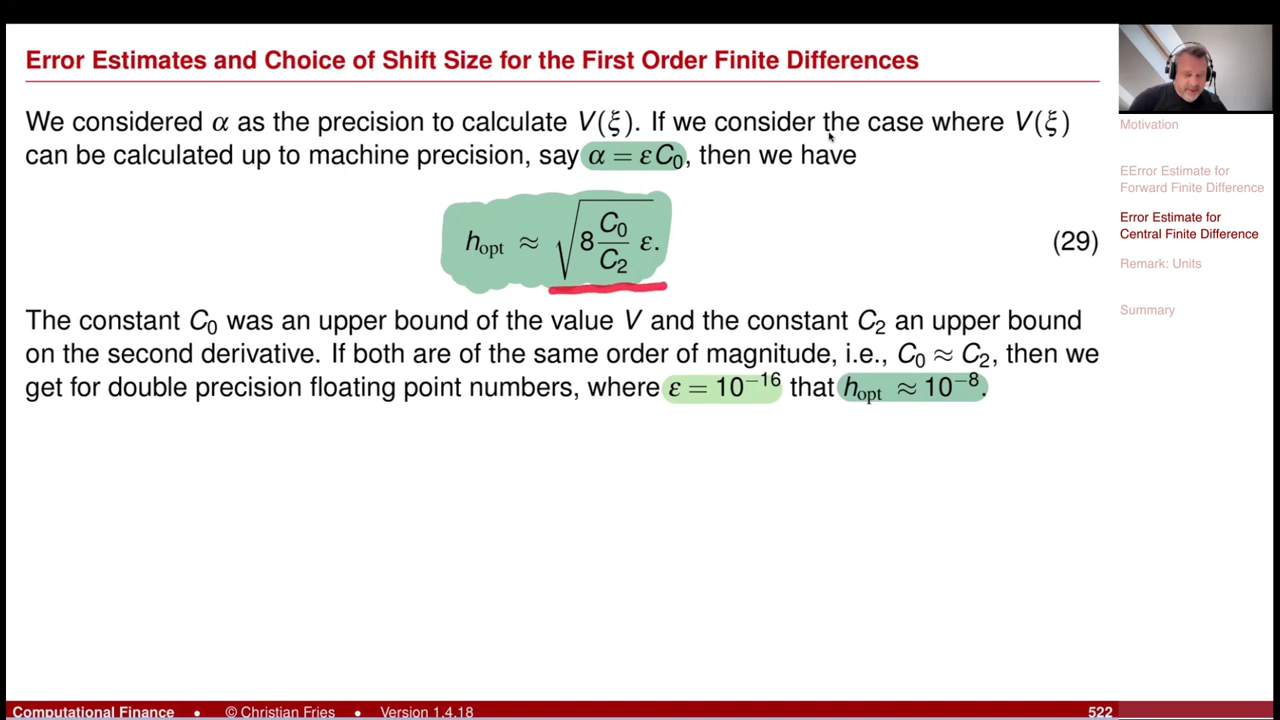 Error Estimates and Choice of Shift Size for the First Order Finite Differences
We considered α as the precision to calculate V(ξ). If we consider the case where V(ξ)
can be calculated up to machine precision, say α = εC₀, then we have
h_opt ≈ √(8 C₀/C₂ ε). (29)
The constant C₀ was an upper bound of the value V and the constant C₂ an upper bound
on the second derivative. If both are of the same order of magnitude, i.e., C₀ ≈ C₂, then we
get for double precision floating point numbers, where ε = 10⁻¹⁶ that h_opt ≈ 10⁻⁸.
Motivation
EError Estimate for
Forward Finite Difference
Error Estimate for
Central Finite Difference
Remark: Units
Summary
Computational Finance • © Christian Fries • Version 1.4.18 522